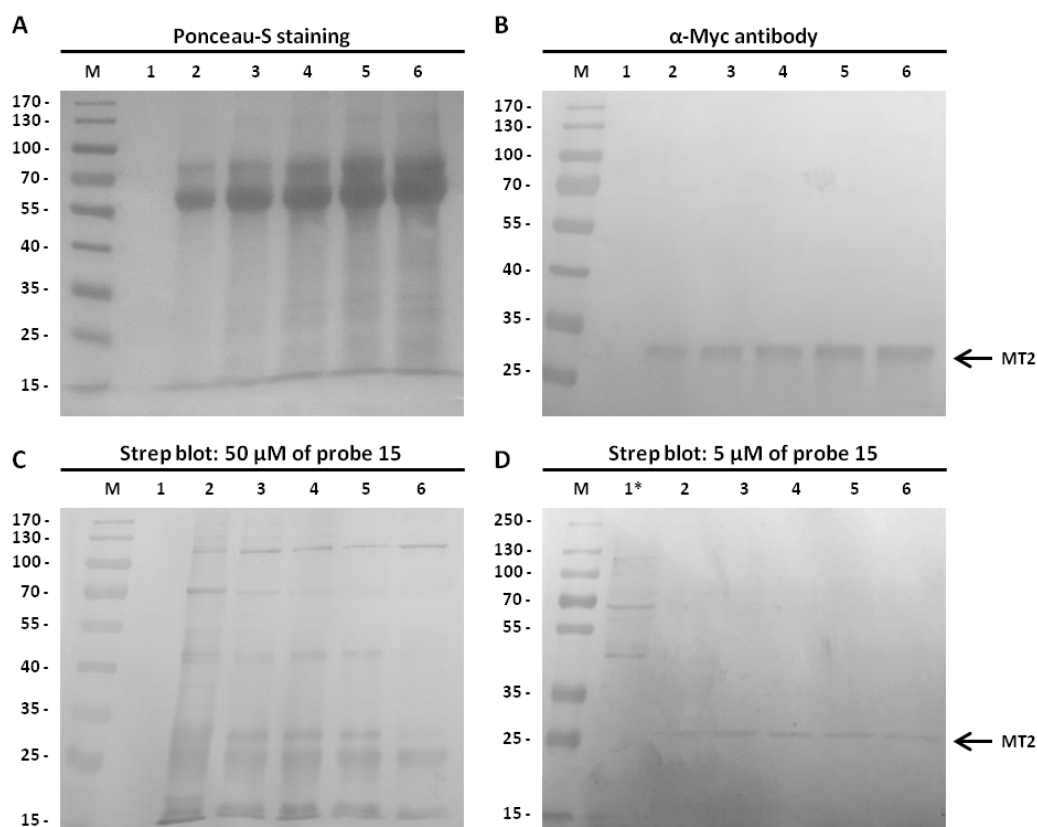 A
Ponceau-S staining
M 1 2 3 4 5 6
170 -
130 -
100 -
70 -
55 -
40 -
35 -
25 -
15 -
B
α-Myc antibody
M 1 2 3 4 5 6
170 -
130 -
100 -
70 -
55 -
40 -
35 -
25 -
MT2
C
Strep blot: 50 µM of probe 15
M 1 2 3 4 5 6
170 -
130 -
100 -
70 -
55 -
40 -
35 -
25 -
15 -
D
Strep blot: 5 µM of probe 15
M 1* 2 3 4 5 6
250 -
130 -
100 -
70 -
55 -
35 -
25 -
15 -
MT2